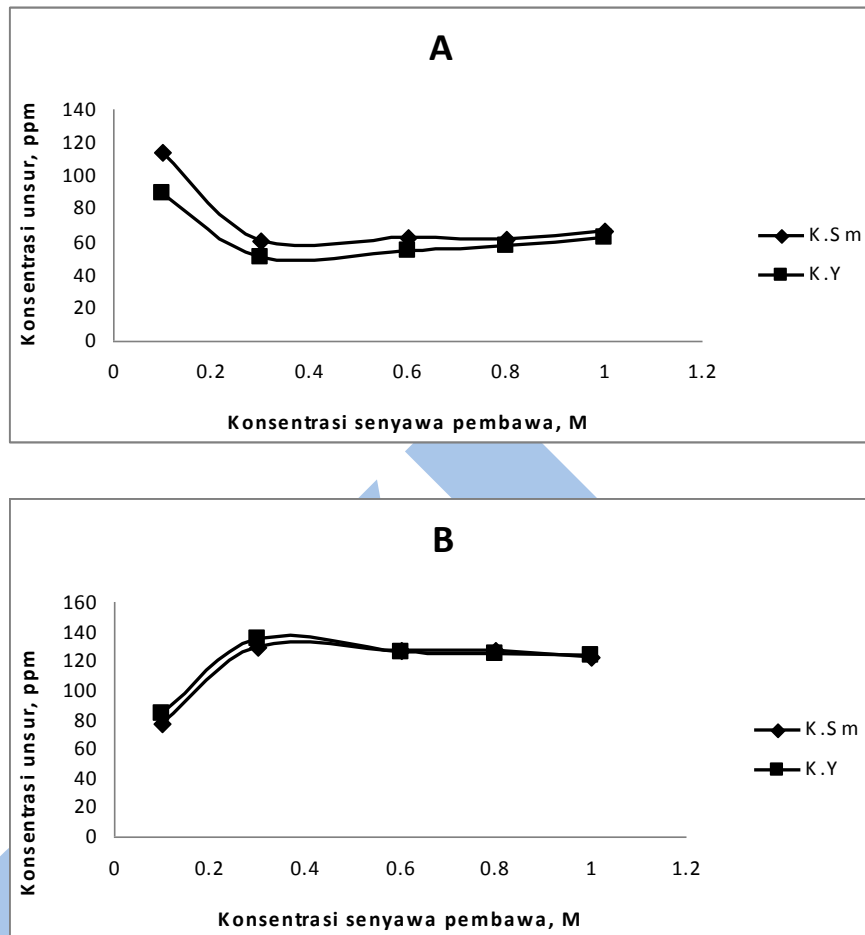 A
Konsentrasi unsur, ppm
140
120
100
80
60
40
20
0
0 0.2 0.4 0.6 0.8 1 1.2
Konsentrasi senyawa pembawa, M
K.Sm
K.Y
B
Konsentrasi unsur, ppm
160
140
120
100
80
60
40
20
0
0 0.2 0.4 0.6 0.8 1 1.2
Konsentrasi senyawa pembawa, M
K.Sm
K.Y